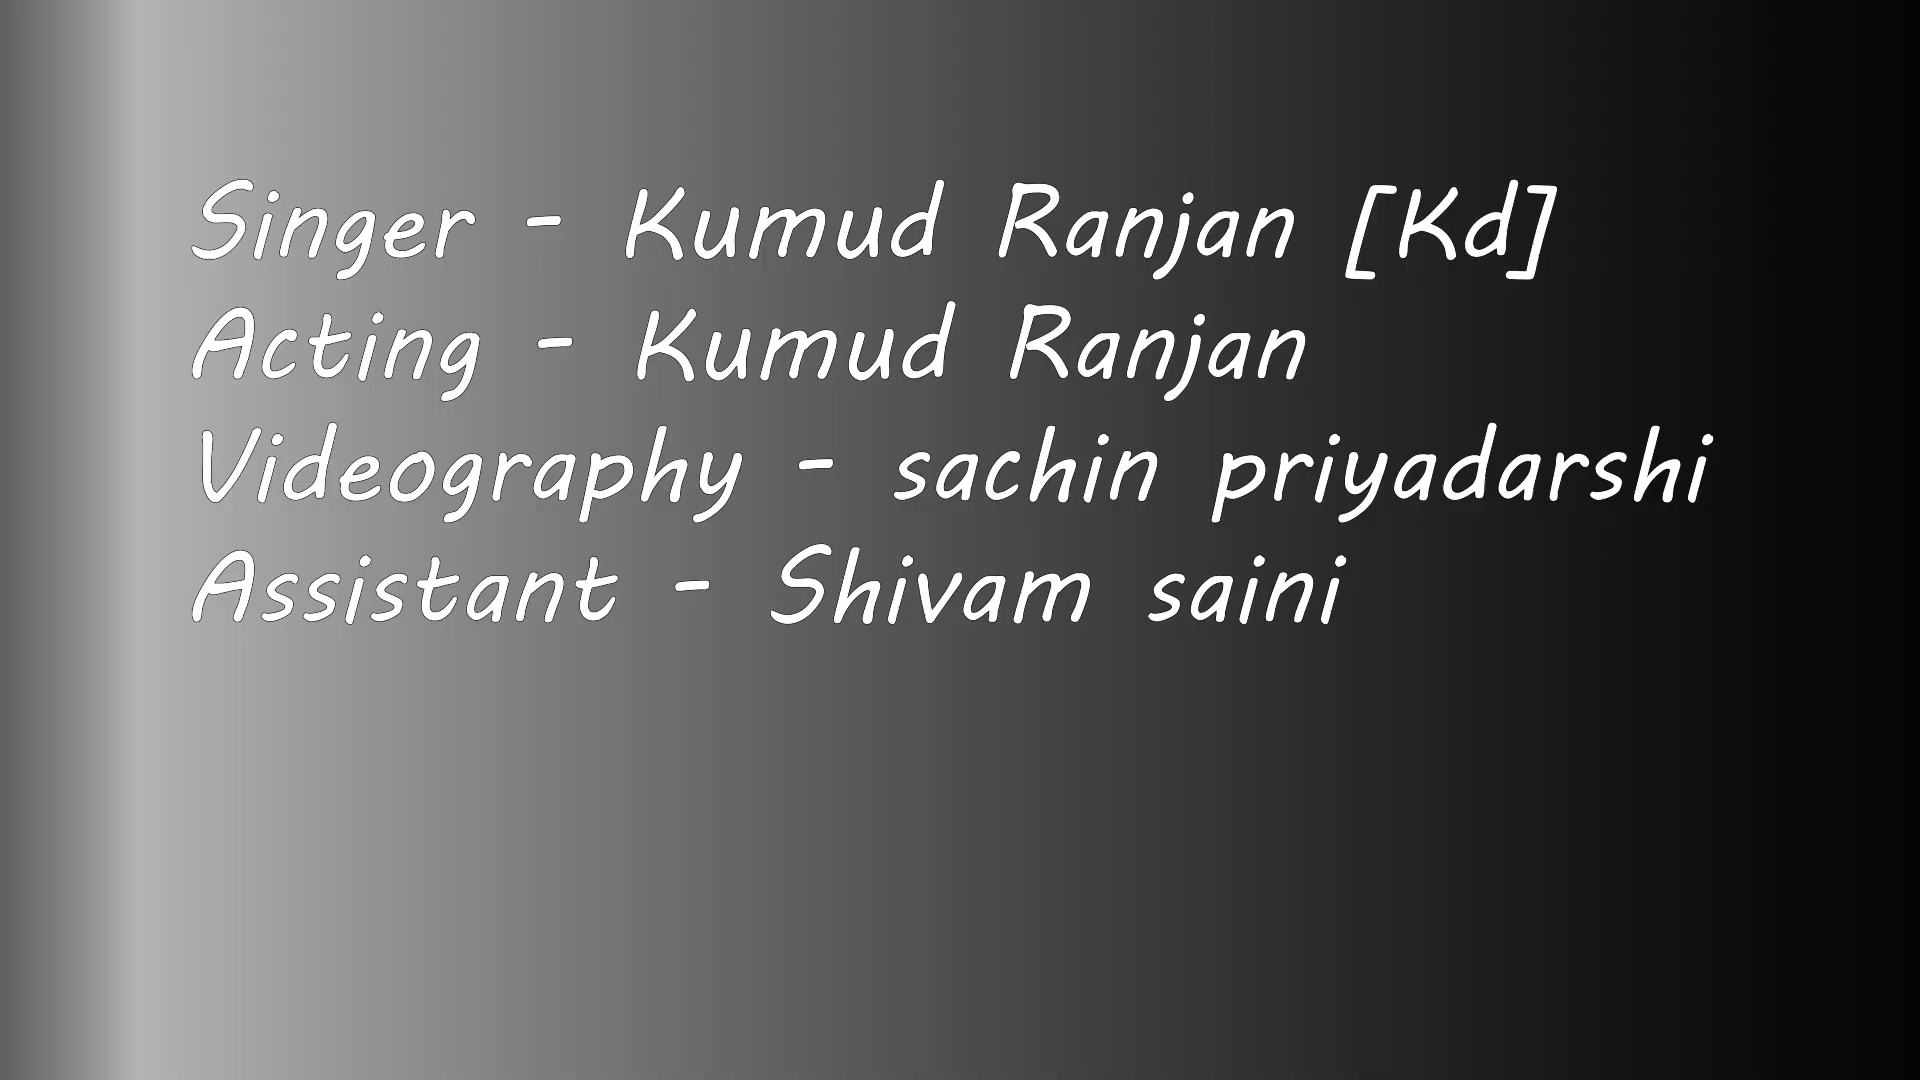 Singer - Kumud Ranjan [Kd]
Acting - Kumud Ranjan
Videography - sachin priyadarshi
Assistant - Shivam saini